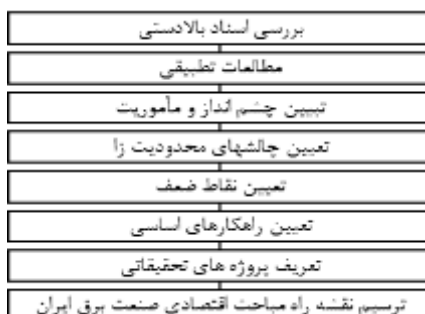 بررسی اسناد بالادستی
مطالعات تطبیقی
تبیین چشم انداز و مأموریت
تعیین چالشهای محدودیت زا
تعیین نقاط ضعف
تعیین راهکارهای اساسی
تعریف پروژه های تحقیقاتی
ترسیم نقشه راه مباحث اقتصادی صنعت برق ایران